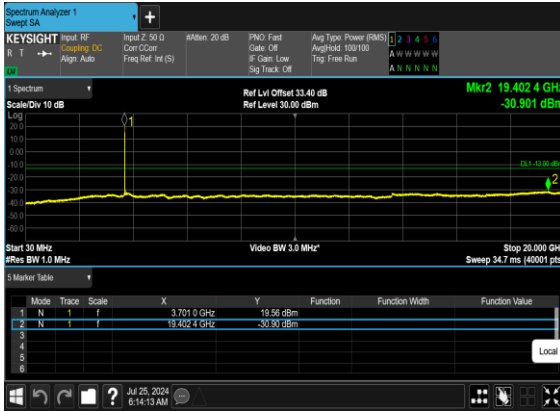 Spectrum Analyzer 1
Swept SA
+
KEYSIGHT Input: RF Input Z: 50 Ω #Atten: 20 dB PNO: Fast Avg Type: Power (RMS) 1 2 3 4 5 6
R T Coupling: DC Corr CCorr Gate: Off Avg|Hold: 100/100 A W W W W W
Align: Auto Freq Ref: Int (S) IF Gain: Low Trig: Free Run
Sig Track: Off A N N N N N
1 Spectrum Ref Lvl Offset 33.40 dB Mkr2 19.402 4 GHz
Scale/Div 10 dB Ref Level 30.00 dBm -30.901 dBm
Log
1
20.0
10.0
0.00
-10.0 DL1 -13.00 dBm
-20.0 2
-30.0
-40.0
-50.0
-60.0
Start 30 MHz Video BW 3.0 MHz* Stop 20.000 GHz
#Res BW 1.0 MHz Sweep 34.7 ms (40001 pts)
5 Marker Table
Mode Trace Scale X Y Function Function Width Function Value
1 N 1 f 3.701 0 GHz 19.56 dBm
2 N 1 f 19.402 4 GHz -30.90 dBm
3
4
5
6
Local
? Jul 25, 2024
6:14:13 AM